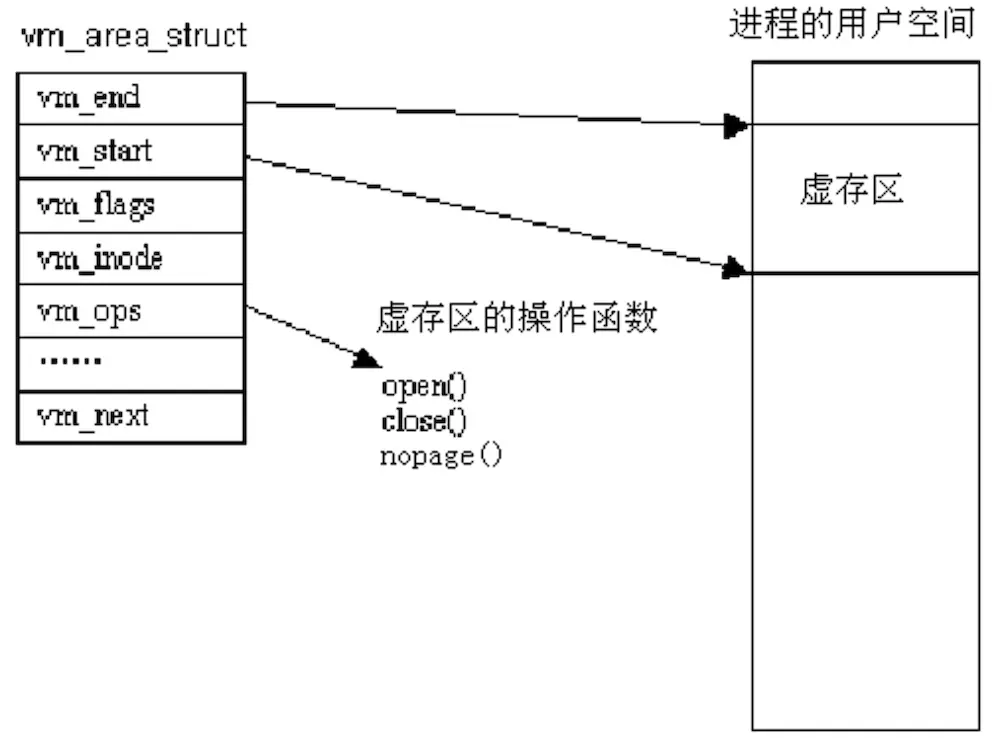 vm_area_struct
进程的用户空间
vm_end
vm_start
vm_flags
vm_inode
vm_ops
……
vm_next
虚存区
虚存区的操作函数
open()
close()
nopage()